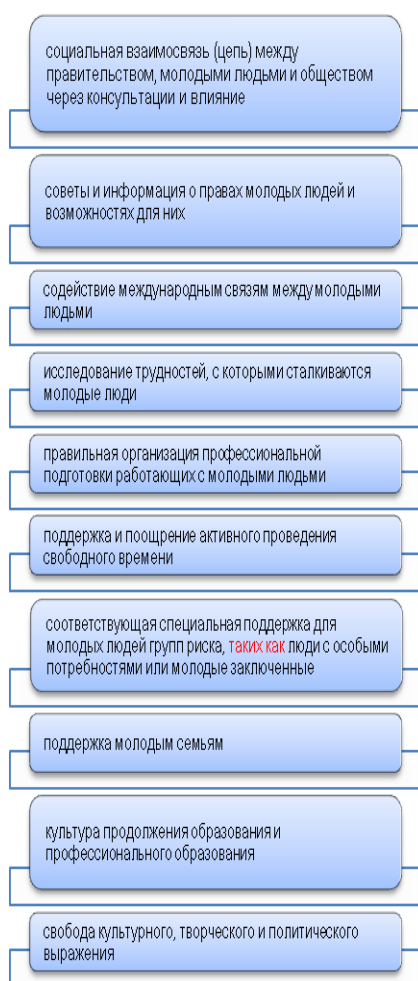 социальная взаимосвязь (цепь) между
правительством, молодыми людьми и обществом
через консультации и влияние
советы и информация о правах молодых людей и
возможностях для них
содействие международным связям между молодыми
людьми
исследование трудностей, с которыми сталкиваются
молодые люди
правильная организация профессиональной
подготовки работающих с молодыми людьми
поддержка и поощрение активного проведения
свободного времени
соответствующая специальная поддержка для
молодых людей групп риска, таких как люди с особыми
потребностями или молодые заключенные
поддержка молодым семьям
культура продолжения образования и
профессионального образования
свобода культурного, творческого и политического
выражения